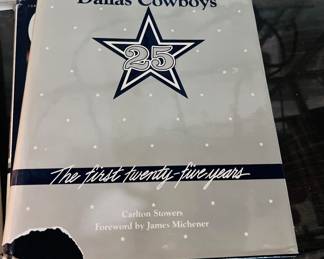 Dallas Cowboys
25
The first twenty-five years
Carlton Stowers
Foreword by James Michener